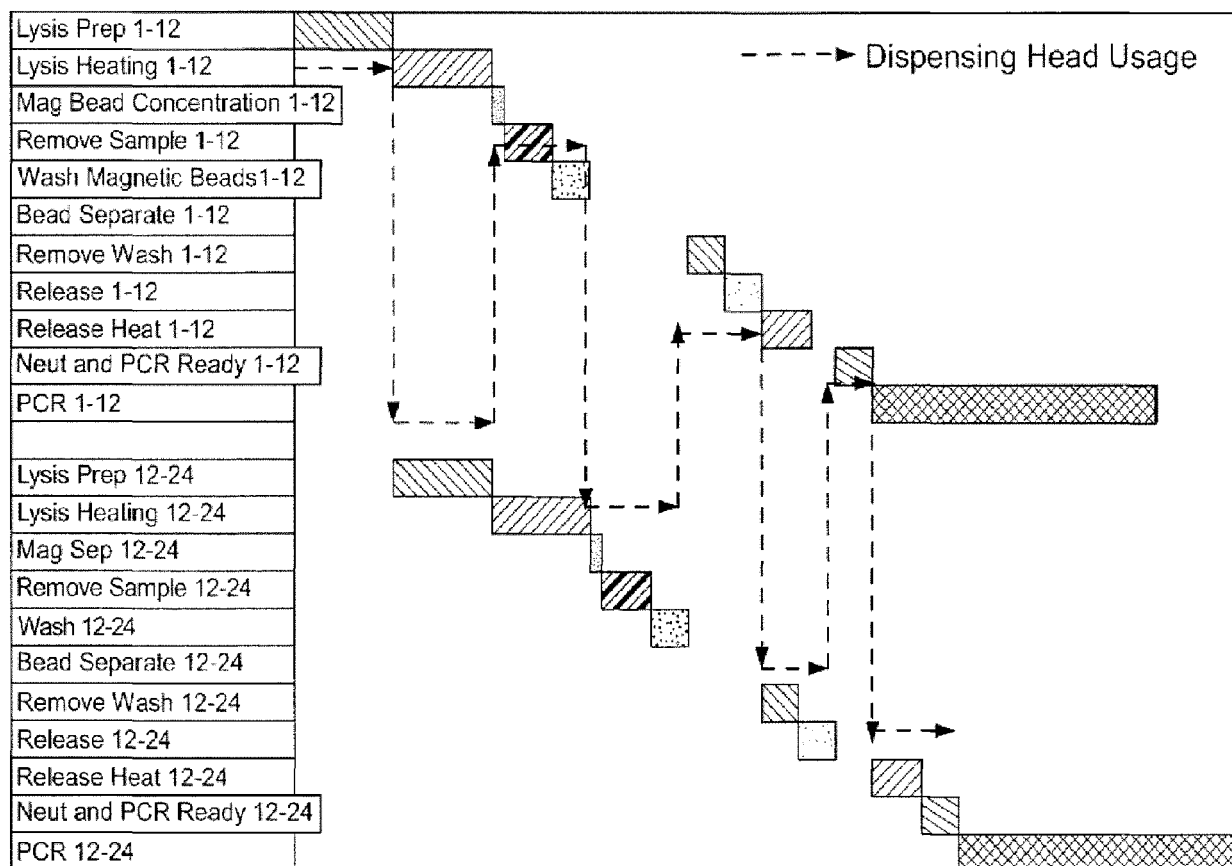 Lysis Prep 1-12
Lysis Heating 1-12
Dispensing Head Usage
Mag Bead Concentration 1-12
Remove Sample 1-12
Wash Magnetic Beads1-12
Bead Separate 1-12
Remove Wash 1-12
Release 1-12
Release Heat 1-12
Neut and PCR Ready 1-12
PCR 1-12
Lysis Prep 12-24
Lysis Healing 12-24
Mag Sep 12-24
Remove Sample 12-24
Wash 12-24
Bead Separate 12-24
Remove Wash 12-24
Release 12-24
Release Heat 12-24
Neut and PCR Ready 12-24
PCR 12-24